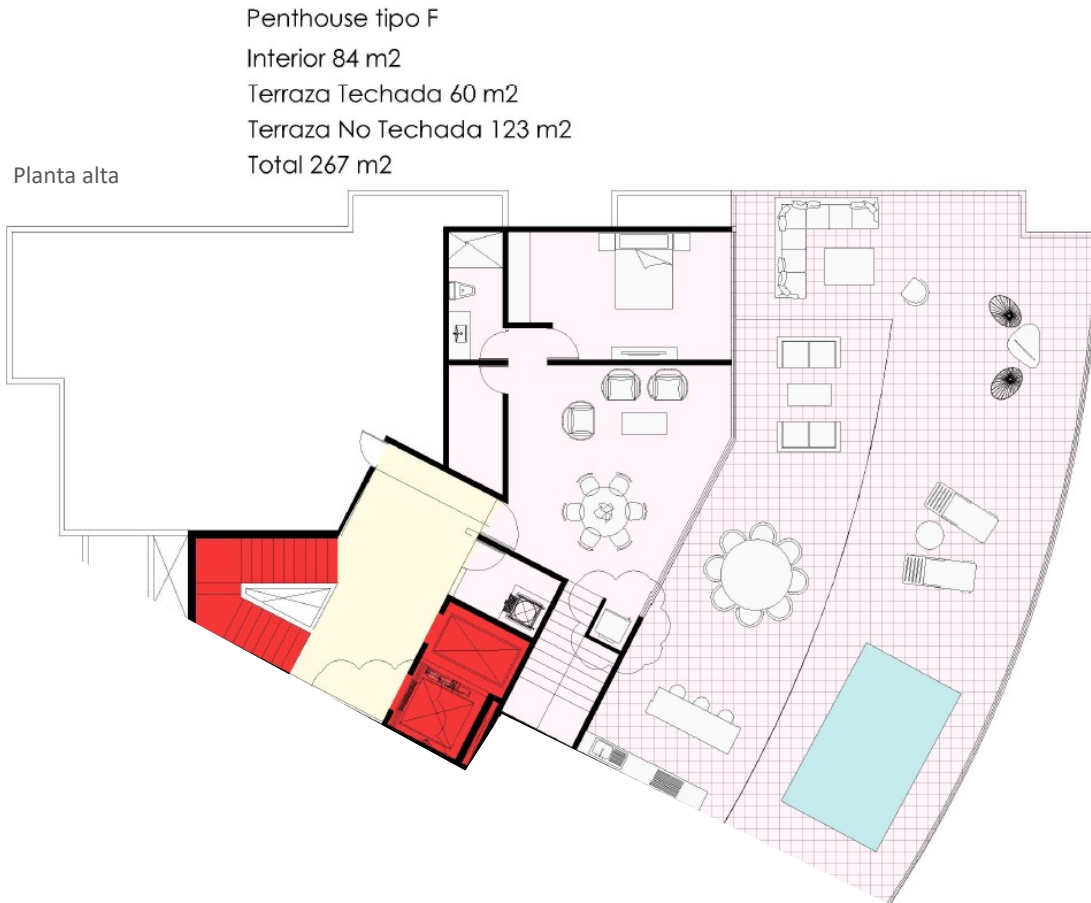 Penthouse tipo F
Interior 84 m2
Terraza Techada 60 m2
Terraza No Techada 123 m2
Total 267 m2
Planta alta